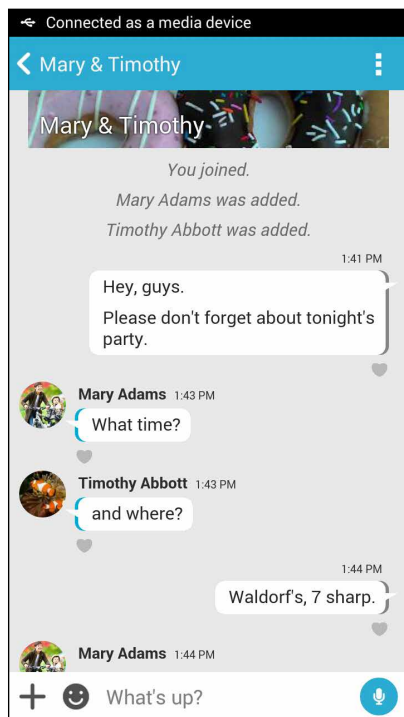 Connected as a media device
Mary & Timothy
Mary & Timothy
You joined.
Mary Adams was added.
Timothy Abbott was added.
1:41 PM
Hey, guys.
Please don't forget about tonight's
party.
Mary Adams 1:43 PM
What time?
Timothy Abbott 1:43 PM
and where?
1:44 PM
Waldorf's, 7 sharp.
Mary Adams 1:44 PM
What's up?